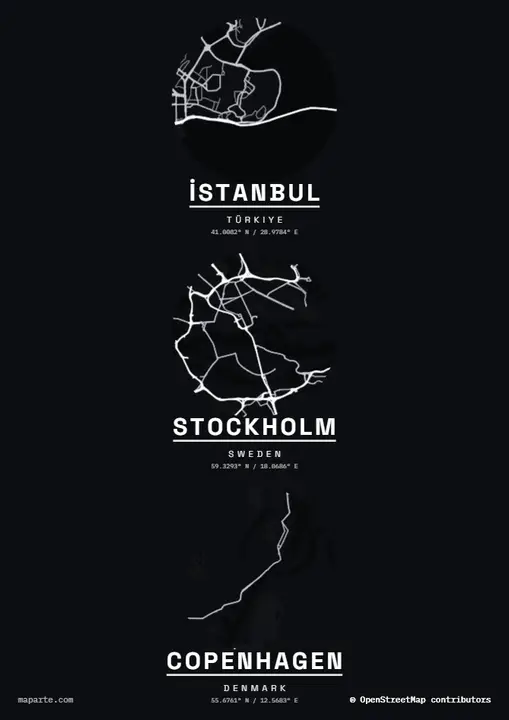 İSTANBUL
TÜRKIYE
41.0082° N / 28.9784° E
STOCKHOLM
SWEDEN
59.3293° N / 18.0686° E
COPENHAGEN
DENMARK
55.6761° N / 12.5683° E
maparte.com
© OpenStreetMap contributors